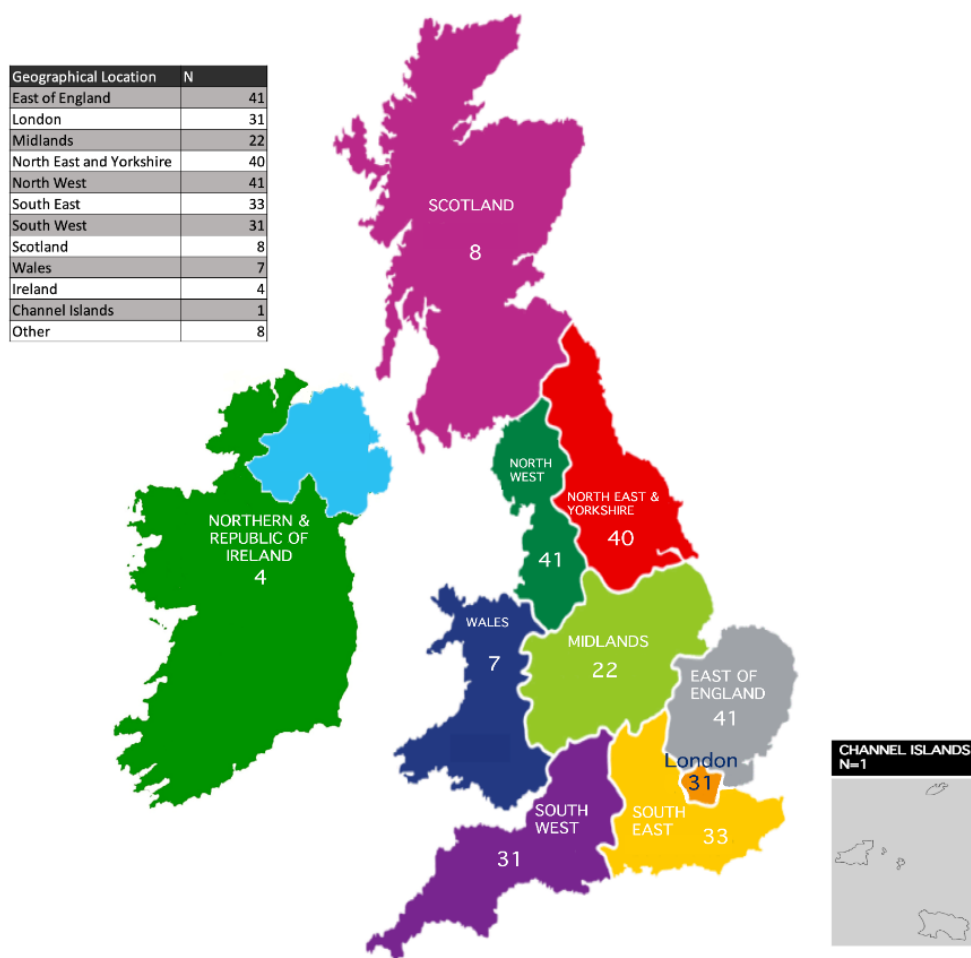 Geographical Location N
East of England 41
London 31
Midlands 22
North East and Yorkshire 40
North West 41
South East 33
South West 31
Scotland 8
Wales 7
Ireland 4
Channel Islands 1
Other 8
SCOTLAND
8
NORTH
WEST
41
NORTH EAST &
YORKSHIRE
40
NORTHERN &
REPUBLIC OF
IRELAND
4
WALES
7
MIDLANDS
22
EAST OF
ENGLAND
41
London
31
SOUTH
WEST
31
SOUTH
EAST
33
CHANNEL ISLANDS
N=1